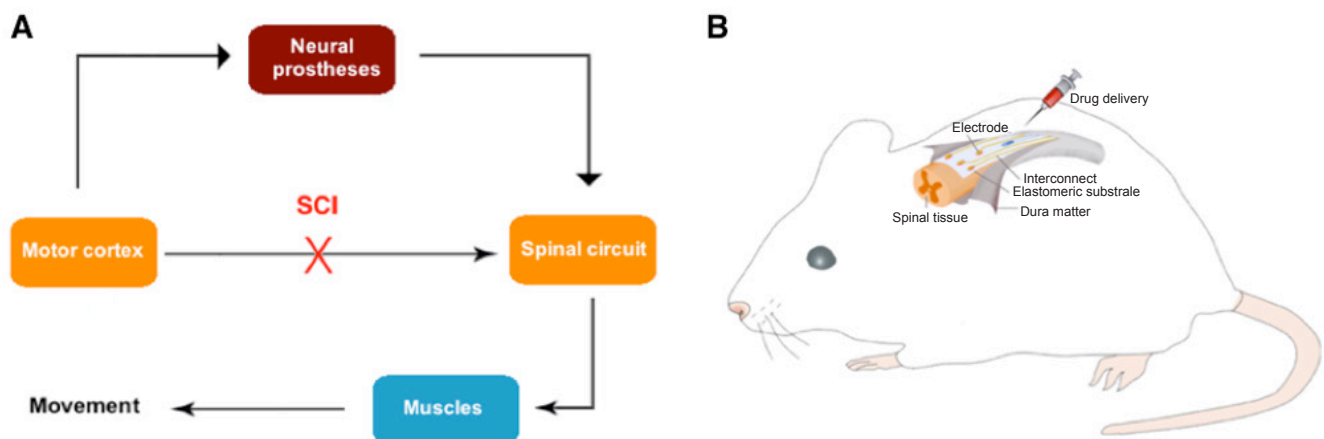 A
Neural
prostheses
SCI
Motor cortex
Spinal circuit
Movement
Muscles
B
Drug delivery
Electrode
Interconnect
Elastomeric substrale
Spinal tissue
Dura matter